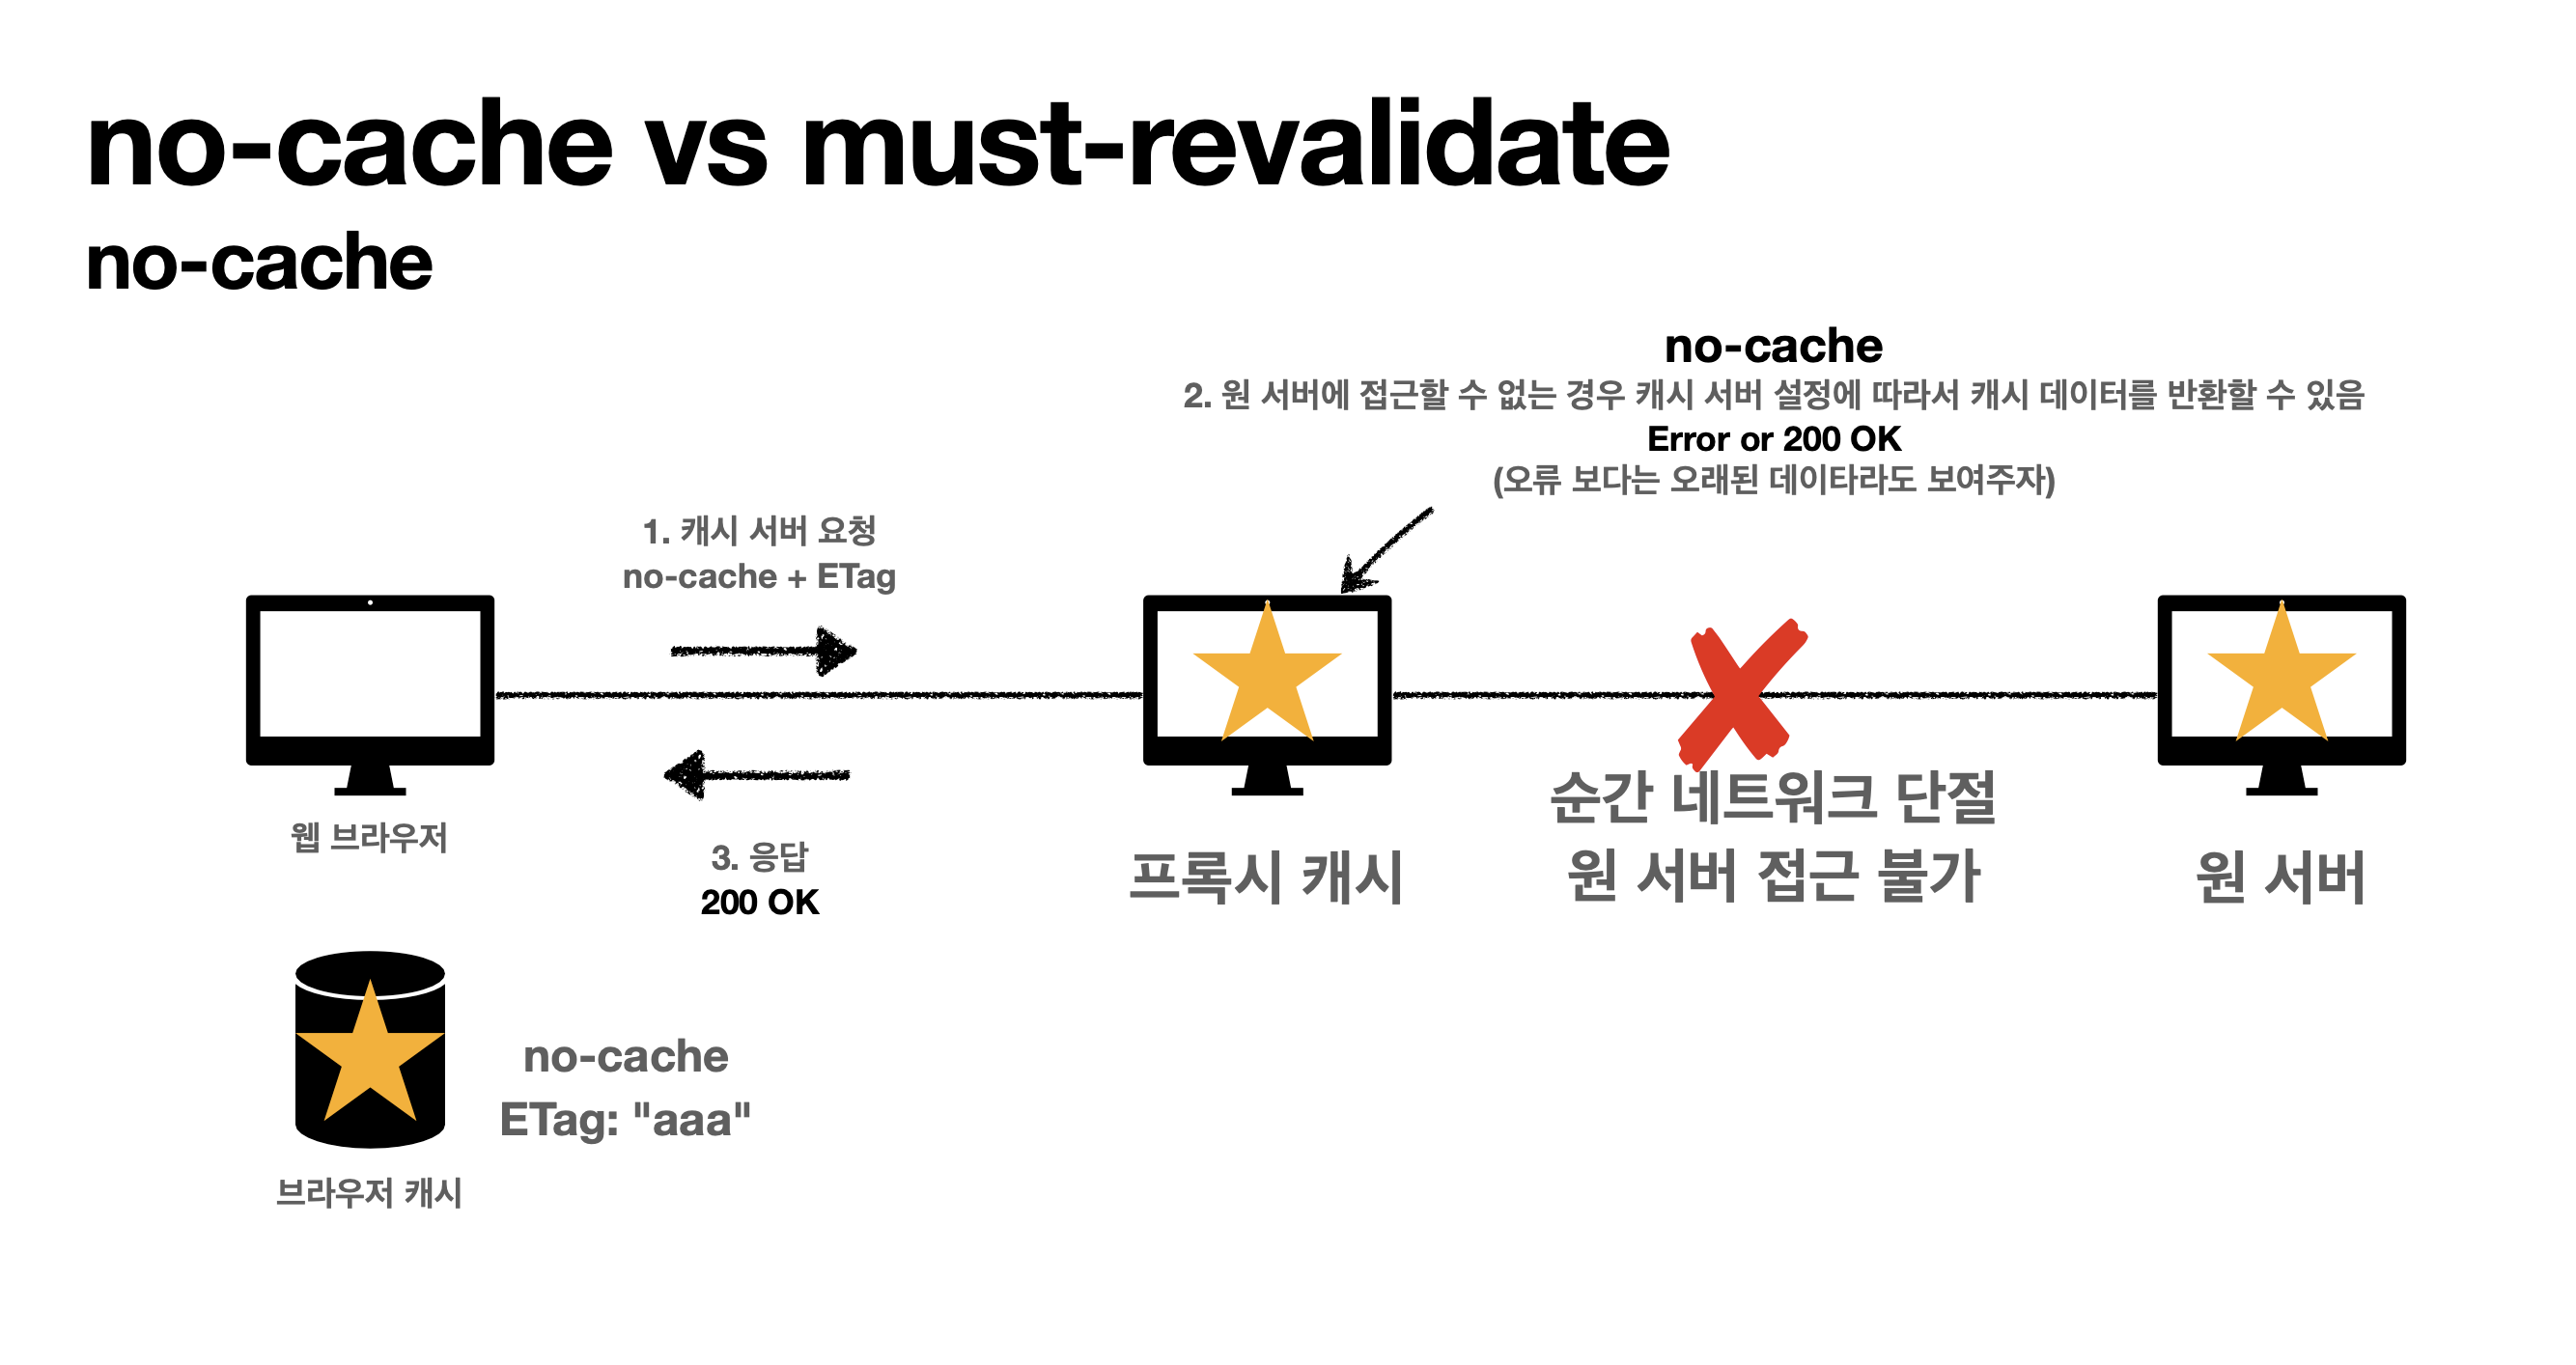 no-cache vs must-revalidate
no-cache
no-cache
2. 원 서버에 접근할 수 없는 경우 캐시 서버 설정에 따라서 캐시 데이터를 반환할 수 있음
Error or 200 OK
(오류 보다는 오래된 데이타라도 보여주자)
1. 캐시 서버 요청
no-cache + ETag
웹 브라우저
3. 응답
200 OK
프록시 캐시
순간 네트워크 단절
원 서버 접근 불가
원 서버
no-cache
ETag: "aaa"
브라우저 캐시